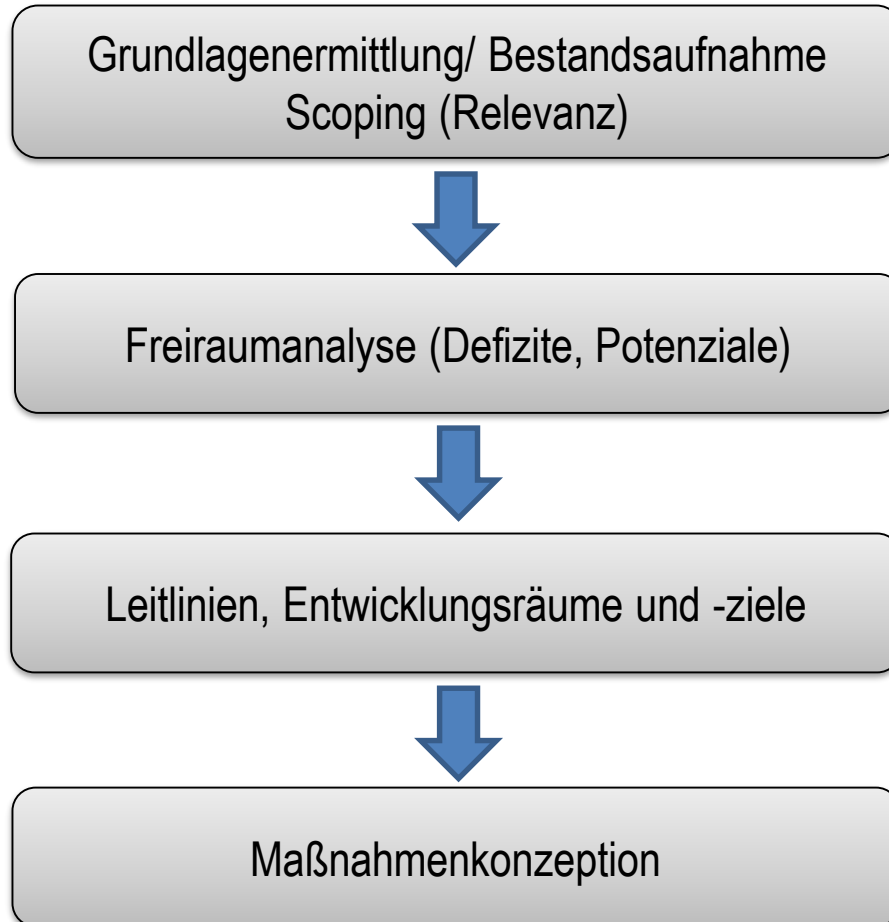 Grundlagenermittlung/ Bestandsaufnahme
Scoping (Relevanz)
Freiraumanalyse (Defizite, Potenziale)
Leitlinien, Entwicklungsräume und -ziele
Maßnahmenkonzeption